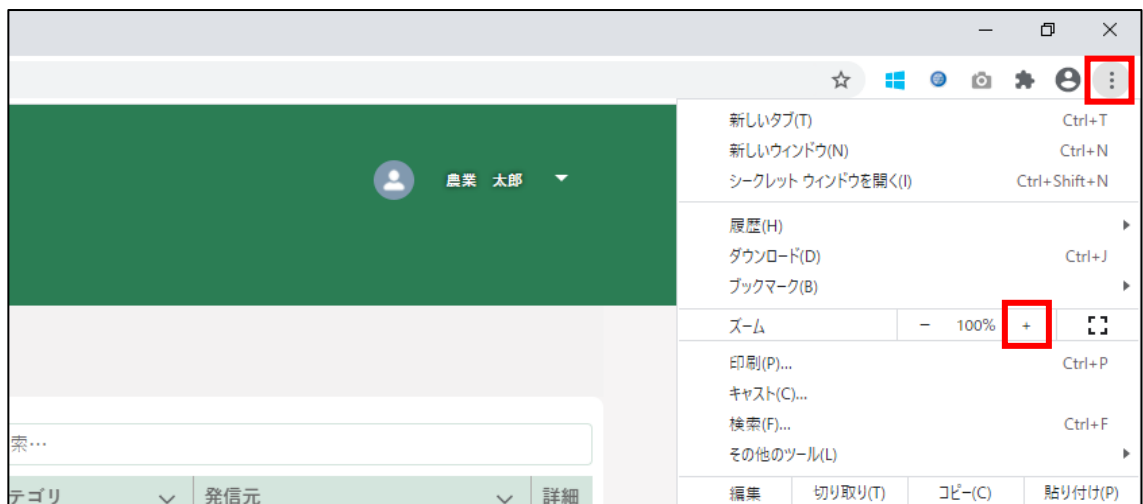 新しいタブ(T) Ctrl+T
新しいウィンドウ(N) Ctrl+N
シークレット ウィンドウを開く(I) Ctrl+Shift+N
農業 太郎
履歴(H)
ダウンロード(D) Ctrl+J
ブックマーク(B)
ズーム − 100% +
印刷(P)... Ctrl+P
キャスト(C)...
検索(F)... Ctrl+F
その他のツール(L)
編集 切り取り(T) コピー(C) 貼り付け(P)
索…
テゴリ 発信元 詳細